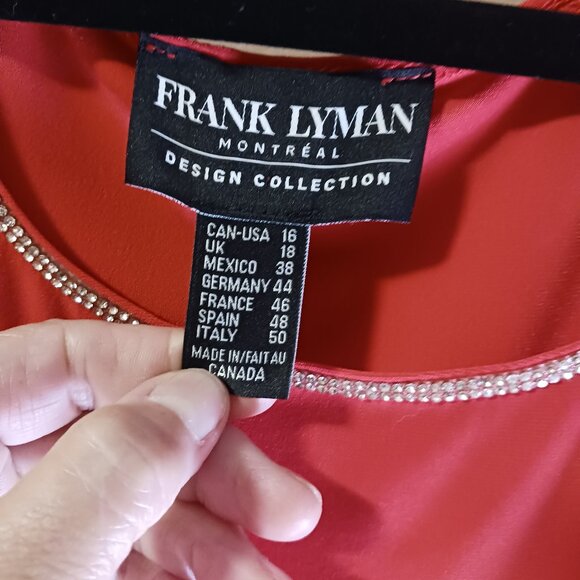 FRANK LYMAN
MONTRÉAL
DESIGN COLLECTION
CAN-USA 16
UK 18
MEXICO 38
GERMANY 44
FRANCE 46
SPAIN 48
ITALY 50
MADE IN/FAIT AU
CANADA